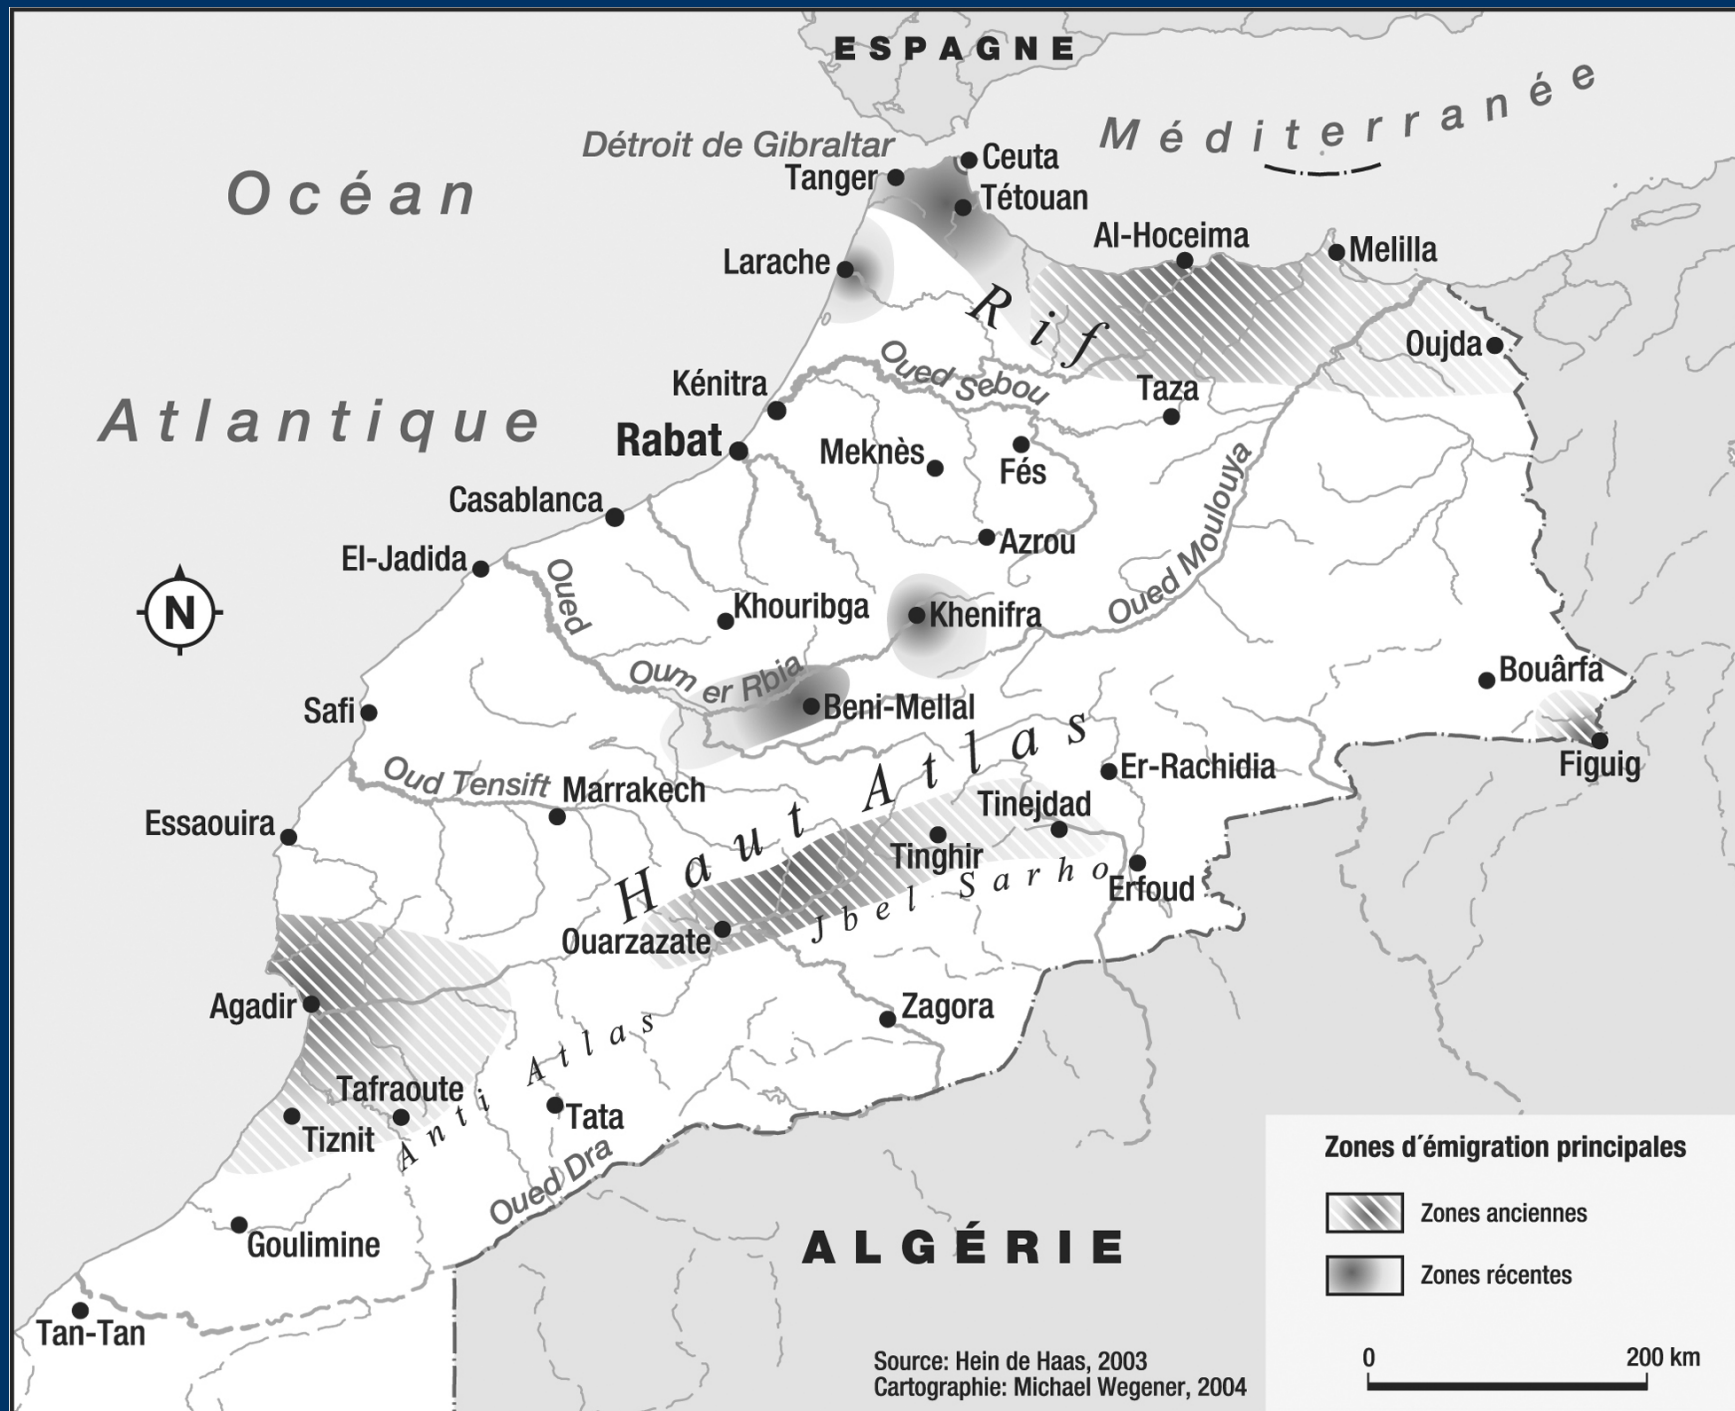 ESPAGNE
Méditerranée
Détroit de Gibraltar
Ceuta
Tanger
Tétouan
Océan
Al-Hoceima
Melilla
Larache
Rif
Oujda
Oued Sebou
Kénitra
Taza
Atlantique
Rabat
Meknès
Fés
Casablanca
Azrou
El-Jadida
Oued Moulouya
N
Khouribga
Khenifra
Oued
Oum er Rbia
Bouârfa
Safi
Beni-Mellal
Figuig
Oud Tensift
Marrakech
Er-Rachidia
Haut Atlas
Tinejdad
Essaouira
Tinghir
Jbel Sarho
Erfoud
Ouarzazate
Agadir
Zagora
Tafraoute
Anti Atlas
Tata
Tiznit
Oued Dra
Goulimine
ALGÉRIE
Tan-Tan
Zones d´émigration principales
Zones anciennes
Zones récentes
0 200 km
Source: Hein de Haas, 2003
Cartographie: Michael Wegener, 2004